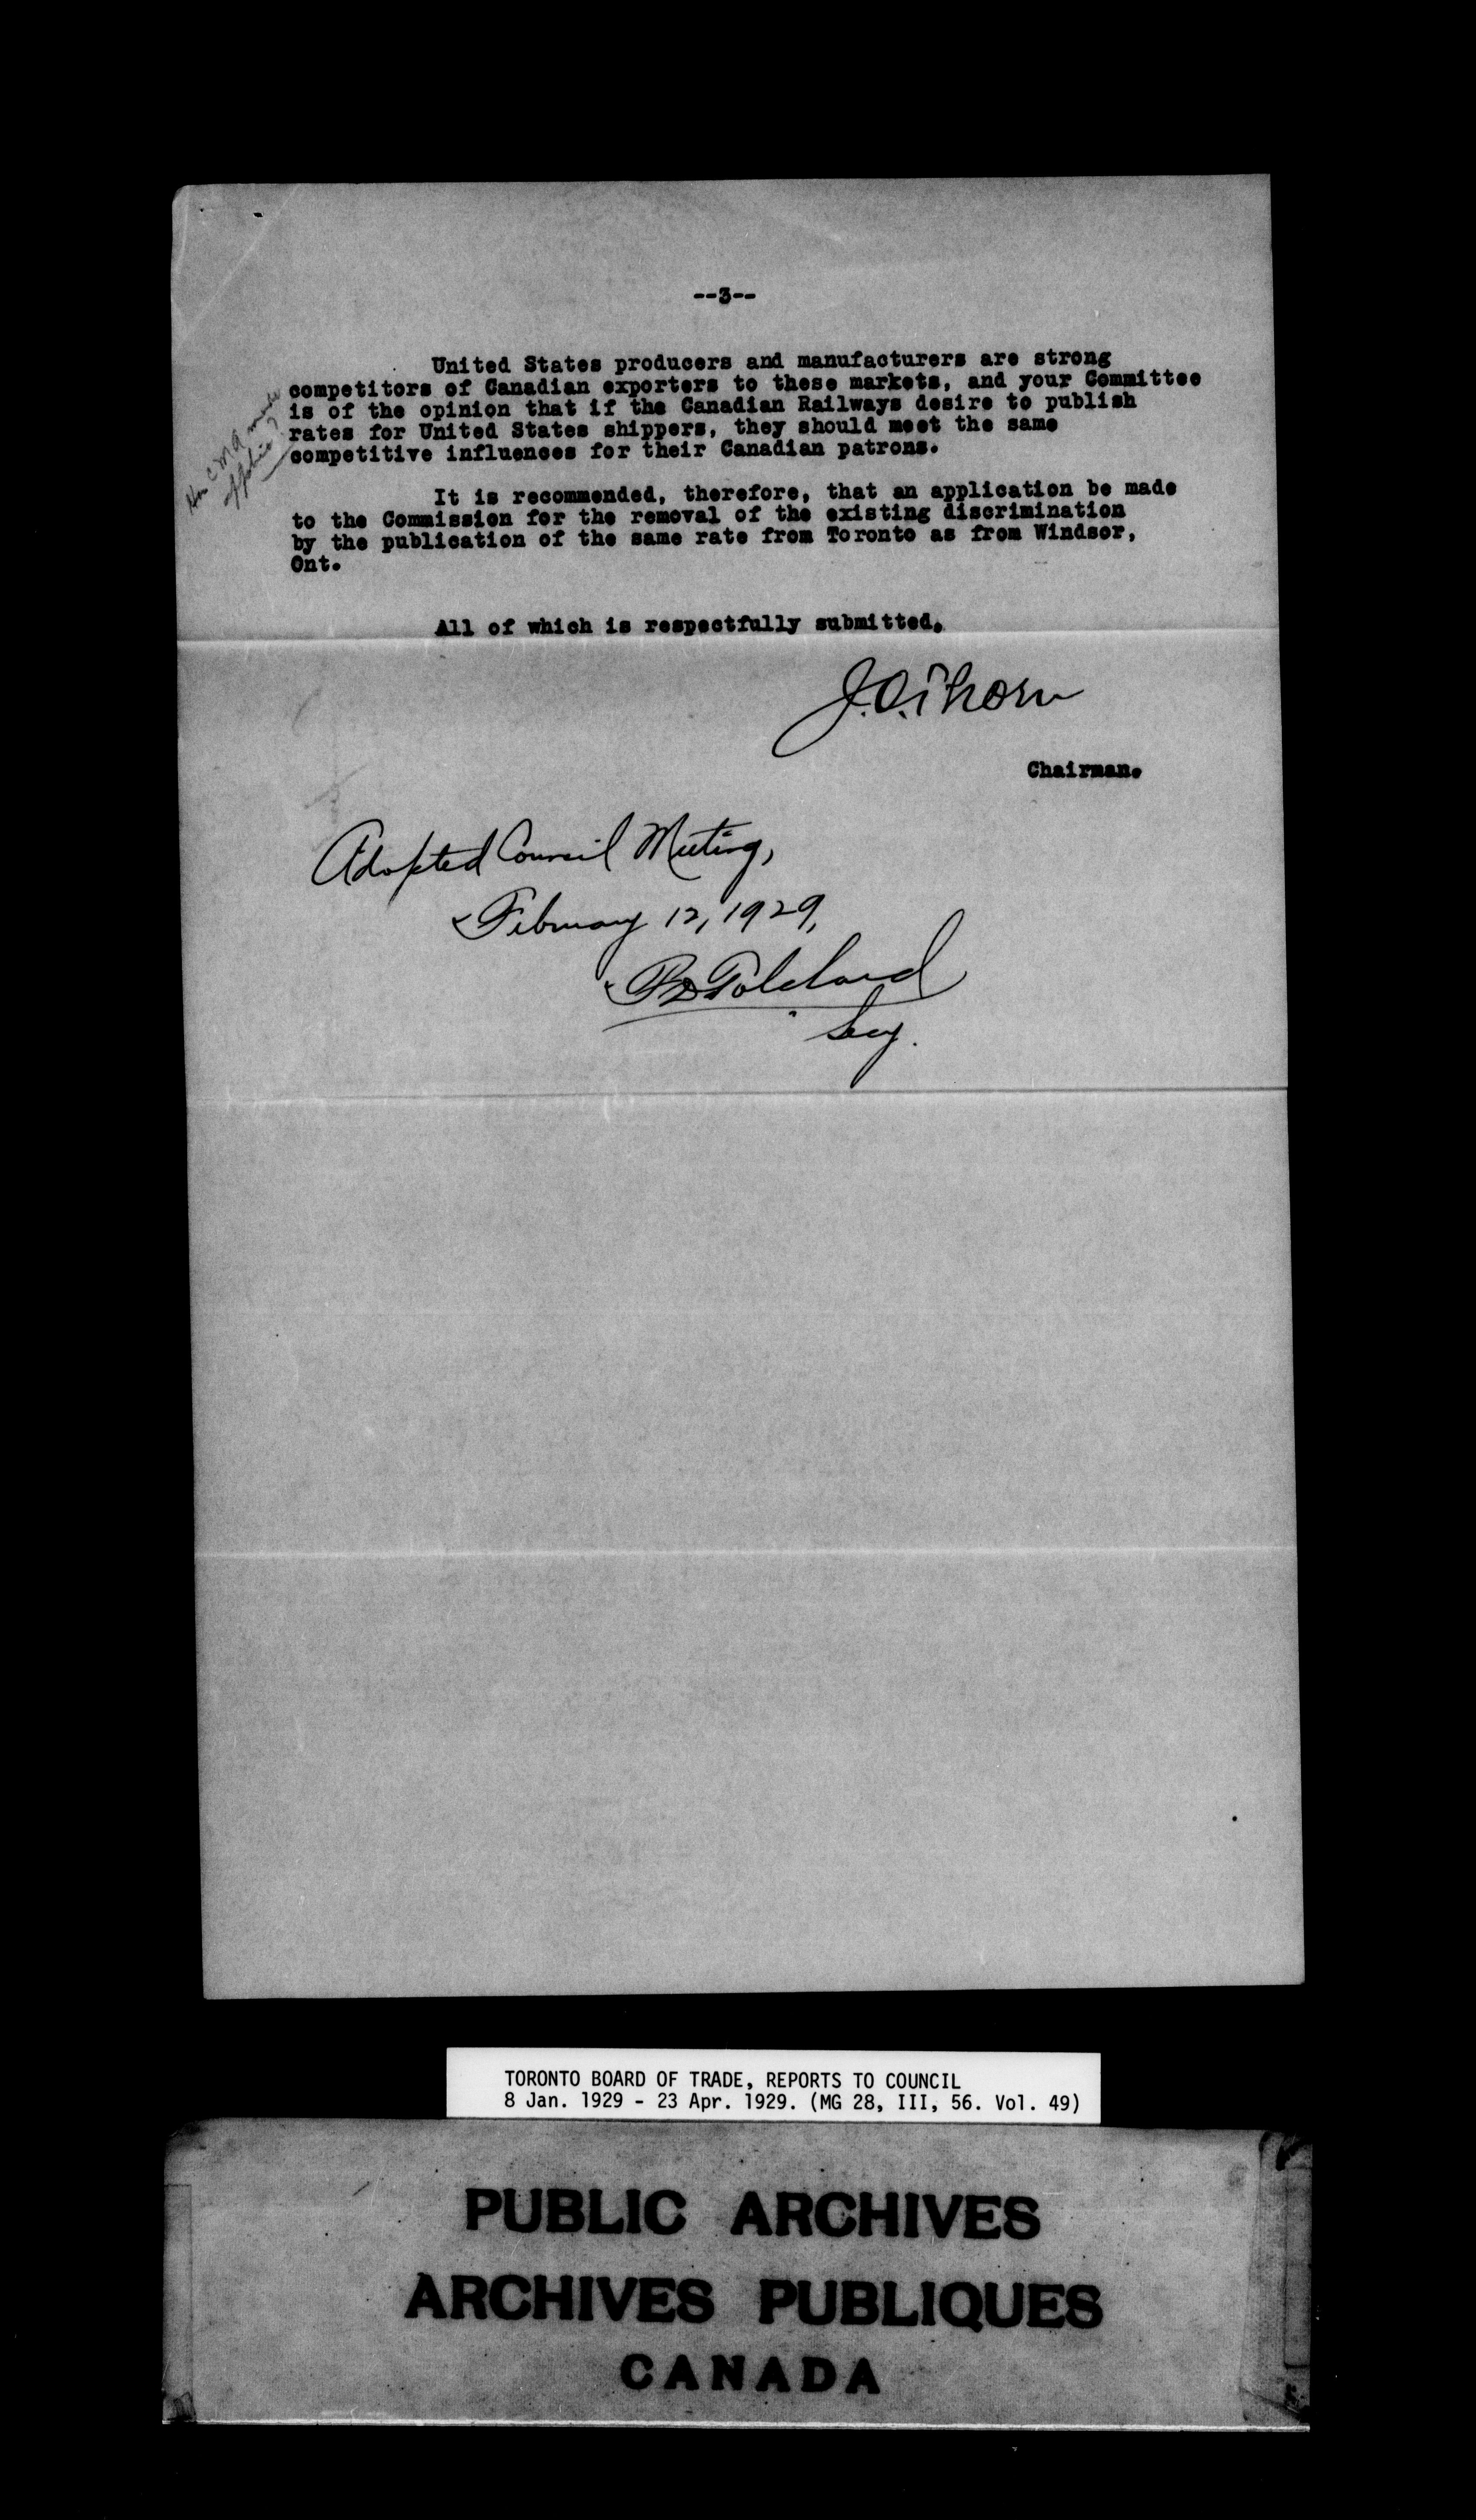 --3--
United States producers and manufacturers are strong
competitors of Canadian exporters to these markets, and your Committee
is of the opinion that if the Canadian Railways desire to publish
rates for United States shippers, they should meet the same
competitive influences for their Canadian patrons.
It is recommended, therefore, that an application be made
to the Commission for the removal of the existing discrimination
by the publication of the same rate from Toronto as from Windsor,
Ont.
All of which is respectfully submitted.
Chairman.
Adopted Council Meeting,
February 12, 1929,
Secy.
TORONTO BOARD OF TRADE, REPORTS TO COUNCIL
8 Jan. 1929 - 23 Apr. 1929. (MG 28, III, 56. Vol. 49)
PUBLIC ARCHIVES
ARCHIVES PUBLIQUES
CANADA